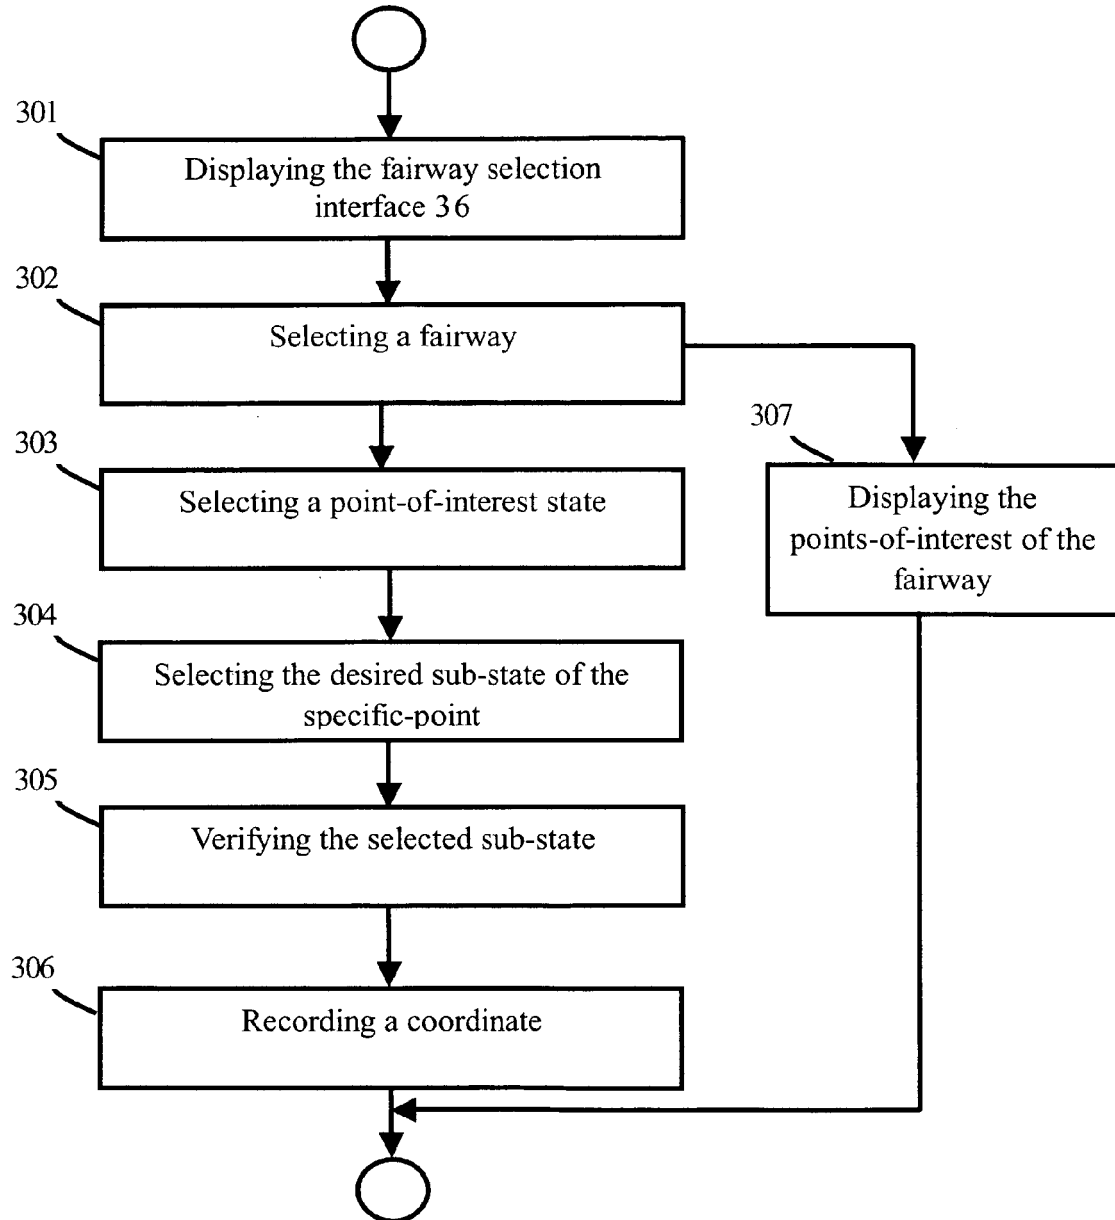 301
Displaying the fairway selection
interface 36
302
Selecting a fairway
303
Selecting a point-of-interest state
307
Displaying the
points-of-interest of the
fairway
304
Selecting the desired sub-state of the
specific-point
305
Verifying the selected sub-state
306
Recording a coordinate